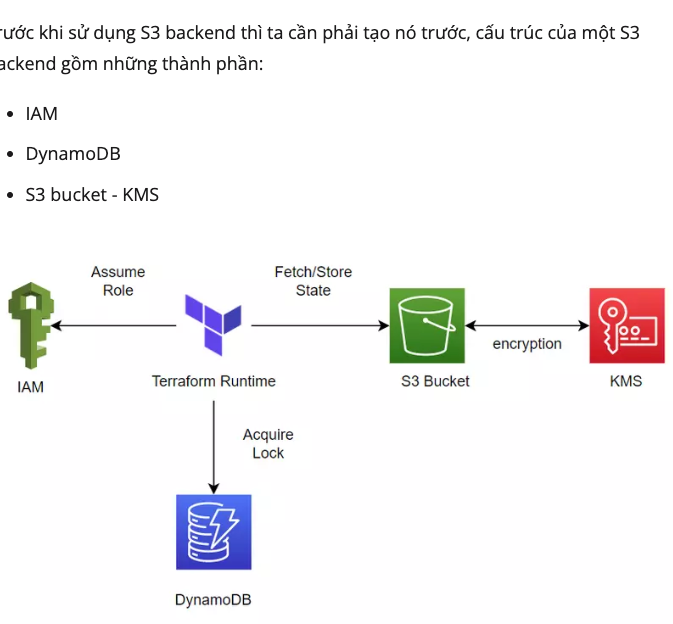 rước khi sử dụng S3 backend thì ta cần phải tạo nó trước, cấu trúc của một S3
ackend gồm những thành phần:
IAM
DynamoDB
S3 bucket - KMS
Assume
Role
Fetch/Store
State
encryption
IAM
Terraform Runtime
S3 Bucket
KMS
Acquire
Lock
DynamoDB